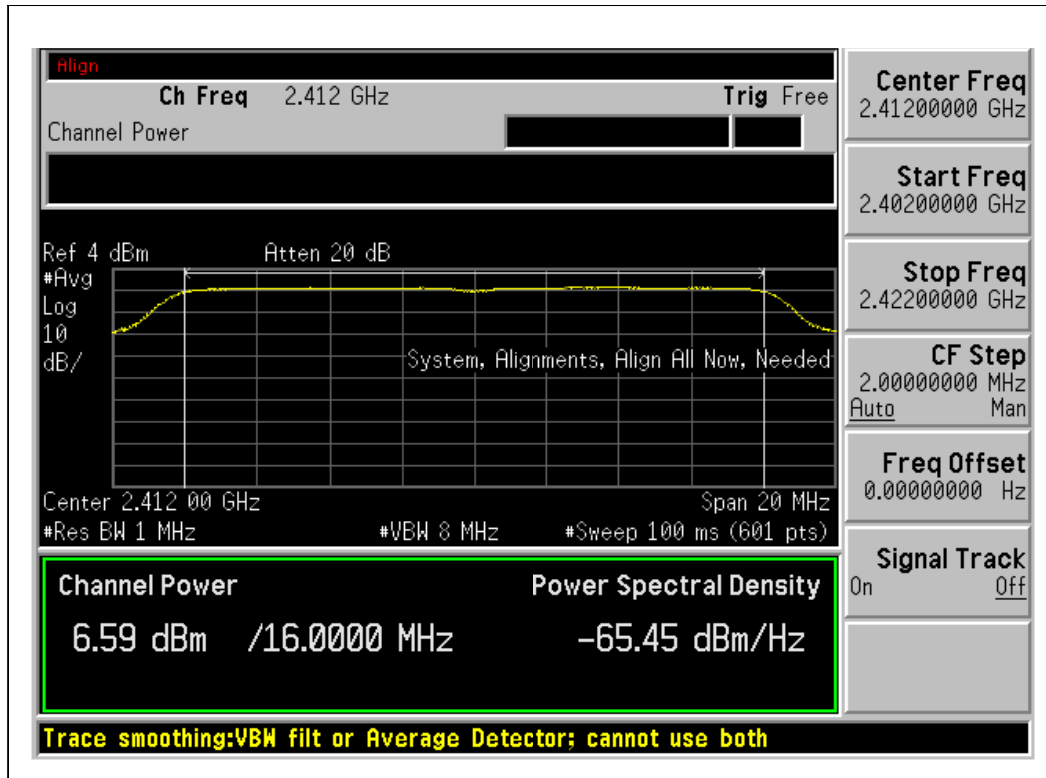 Align
Ch Freq 2.412 GHz Trig Free
Channel Power
Ref 4 dBm Atten 20 dB
#Avg
Log
10
dB/
System, Alignments, Align All Now, Needed
Center 2.412 00 GHz Span 20 MHz
#Res BW 1 MHz #VBW 8 MHz #Sweep 100 ms (601 pts)
Channel Power Power Spectral Density
6.59 dBm /16.0000 MHz -65.45 dBm/Hz
Trace smoothing:VBW filt or Average Detector; cannot use both
Center Freq
2.41200000 GHz
Start Freq
2.40200000 GHz
Stop Freq
2.42200000 GHz
CF Step
2.00000000 MHz
Auto Man
Freq Offset
0.00000000 Hz
Signal Track
On Off